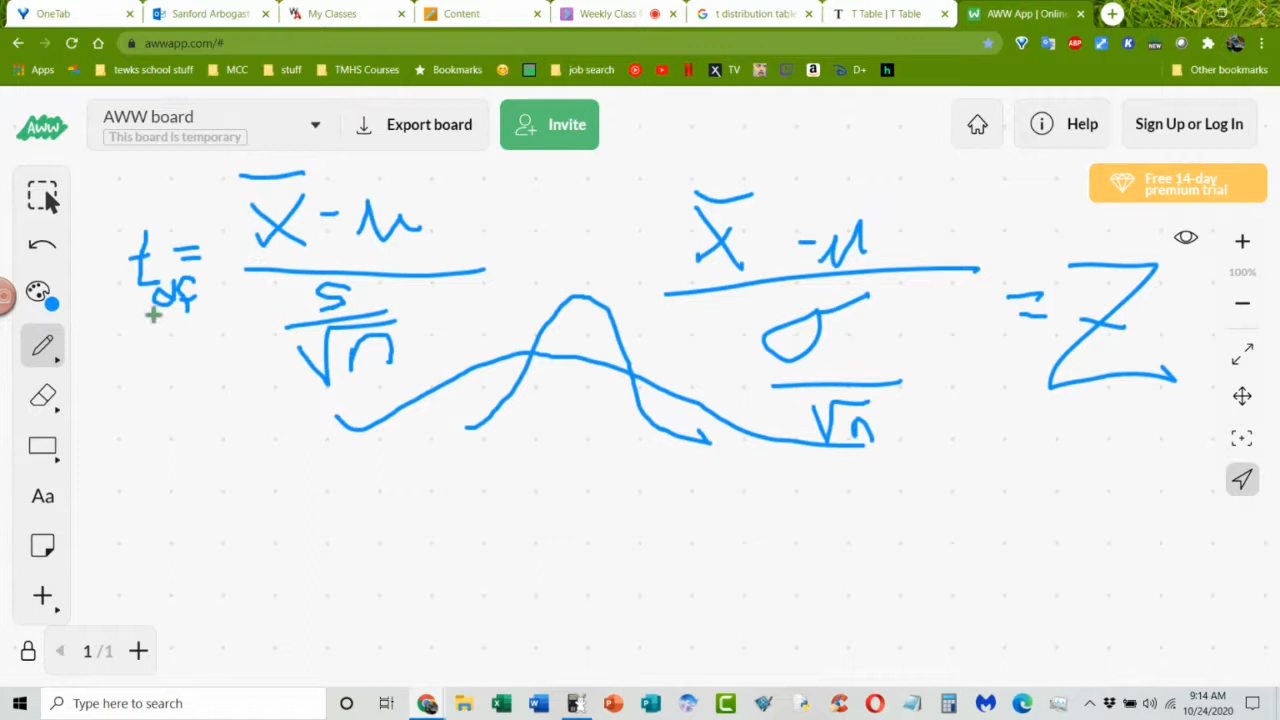 OneTab
Sanford Arbogast
My Classes
Content
Weekly Class
t distribution table
T Table | T Table
AWW App | Online
awwapp.com/#
Apps
tewks school stuff
MCC
stuff
TMHS Courses
Bookmarks
job search
TV
D+
Other bookmarks
AWW
AWW board
This board is temporary
Export board
Invite
Help
Sign Up or Log In
Free 14-day
premium trial
t_df = (x̄ - μ) / (s / √n)
(x̄ - μ) / (σ / √n) = Z
100%
Aa
1 / 1
Type here to search
9:14 AM
10/24/2020